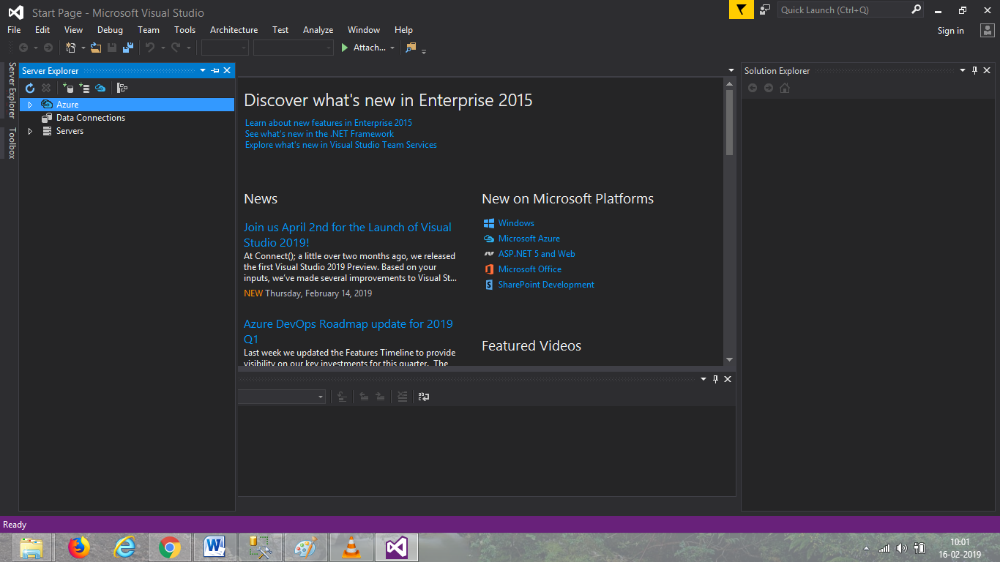 Start Page - Microsoft Visual Studio
Quick Launch (Ctrl+Q)
File Edit View Debug Team Tools Architecture Test Analyze Window Help
Sign in
Attach...
Server Explorer
Toolbox
Server Explorer
Azure
Data Connections
Servers
Discover what's new in Enterprise 2015
Learn about new features in Enterprise 2015
See what's new in the .NET Framework
Explore what's new in Visual Studio Team Services
News
Join us April 2nd for the Launch of Visual
Studio 2019!
At Connect(); a little over two months ago, we released
the first Visual Studio 2019 Preview. Based on your
inputs, we've made several improvements to Visual St...
NEW Thursday, February 14, 2019
Azure DevOps Roadmap update for 2019
Q1
Last week we updated the Features Timeline to provide
visibility on our key investments for this quarter. The
New on Microsoft Platforms
Windows
Microsoft Azure
ASP.NET 5 and Web
Microsoft Office
SharePoint Development
Featured Videos
Solution Explorer
Ready
10:01
16-02-2019